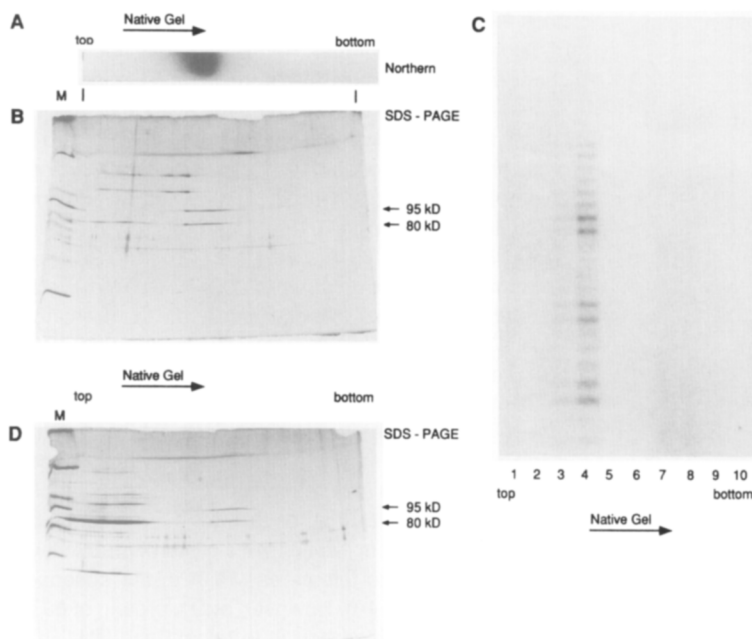 A
Native Gel
top
bottom
Northern
M
B
SDS - PAGE
95 kD
80 kD
Native Gel
top
bottom
M
D
SDS - PAGE
95 kD
80 kD
C
1 2 3 4 5 6 7 8 9 10
top
bottom
Native Gel